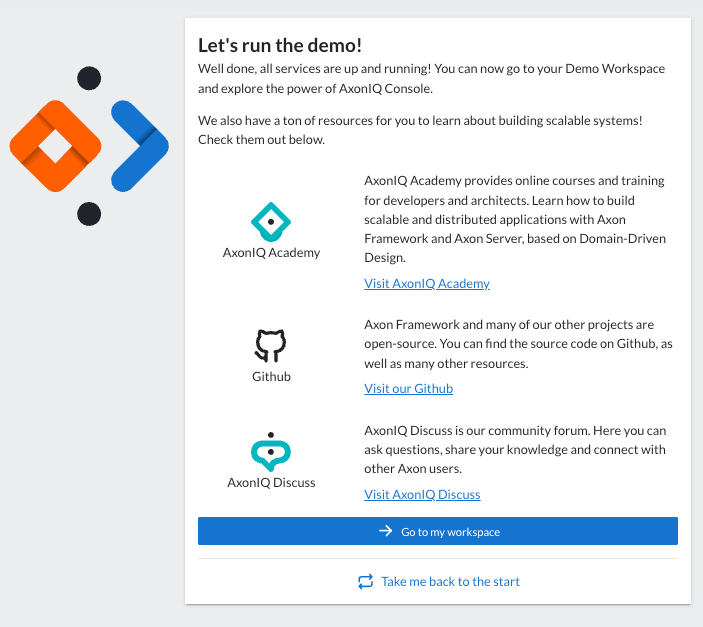 Let's run the demo!
Well done, all services are up and running! You can now go to your Demo Workspace
and explore the power of AxonIQ Console.
We also have a ton of resources for you to learn about building scalable systems!
Check them out below.
AxonIQ Academy
AxonIQ Academy provides online courses and training
for developers and architects. Learn how to build
scalable and distributed applications with Axon
Framework and Axon Server, based on Domain-Driven
Design.
Visit AxonIQ Academy
Github
Axon Framework and many of our other projects are
open-source. You can find the source code on Github, as
well as many other resources.
Visit our Github
AxonIQ Discuss
AxonIQ Discuss is our community forum. Here you can
ask questions, share your knowledge and connect with
other Axon users.
Visit AxonIQ Discuss
Go to my workspace
Take me back to the start